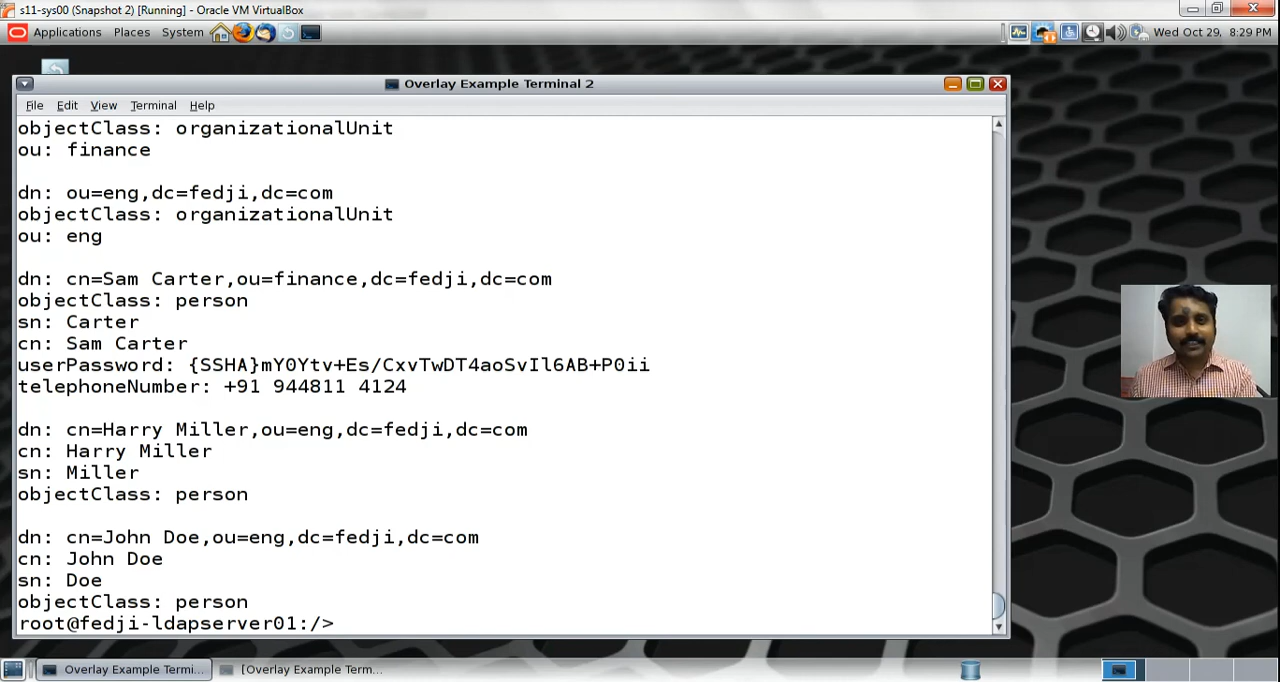 s11-sys00 (Snapshot 2) [Running] - Oracle VM VirtualBox
Applications Places System Wed Oct 29, 8:29 PM
Overlay Example Terminal 2
File Edit View Terminal Help
objectClass: organizationalUnit
ou: finance
dn: ou=eng,dc=fedji,dc=com
objectClass: organizationalUnit
ou: eng
dn: cn=Sam Carter,ou=finance,dc=fedji,dc=com
objectClass: person
sn: Carter
cn: Sam Carter
userPassword: {SSHA}mY0Ytv+Es/CxvTwDT4aoSvIl6AB+P0ii
telephoneNumber: +91 944811 4124
dn: cn=Harry Miller,ou=eng,dc=fedji,dc=com
cn: Harry Miller
sn: Miller
objectClass: person
dn: cn=John Doe,ou=eng,dc=fedji,dc=com
cn: John Doe
sn: Doe
objectClass: person
root@fedji-ldapserver01:/>
Overlay Example Termi... [Overlay Example Term...